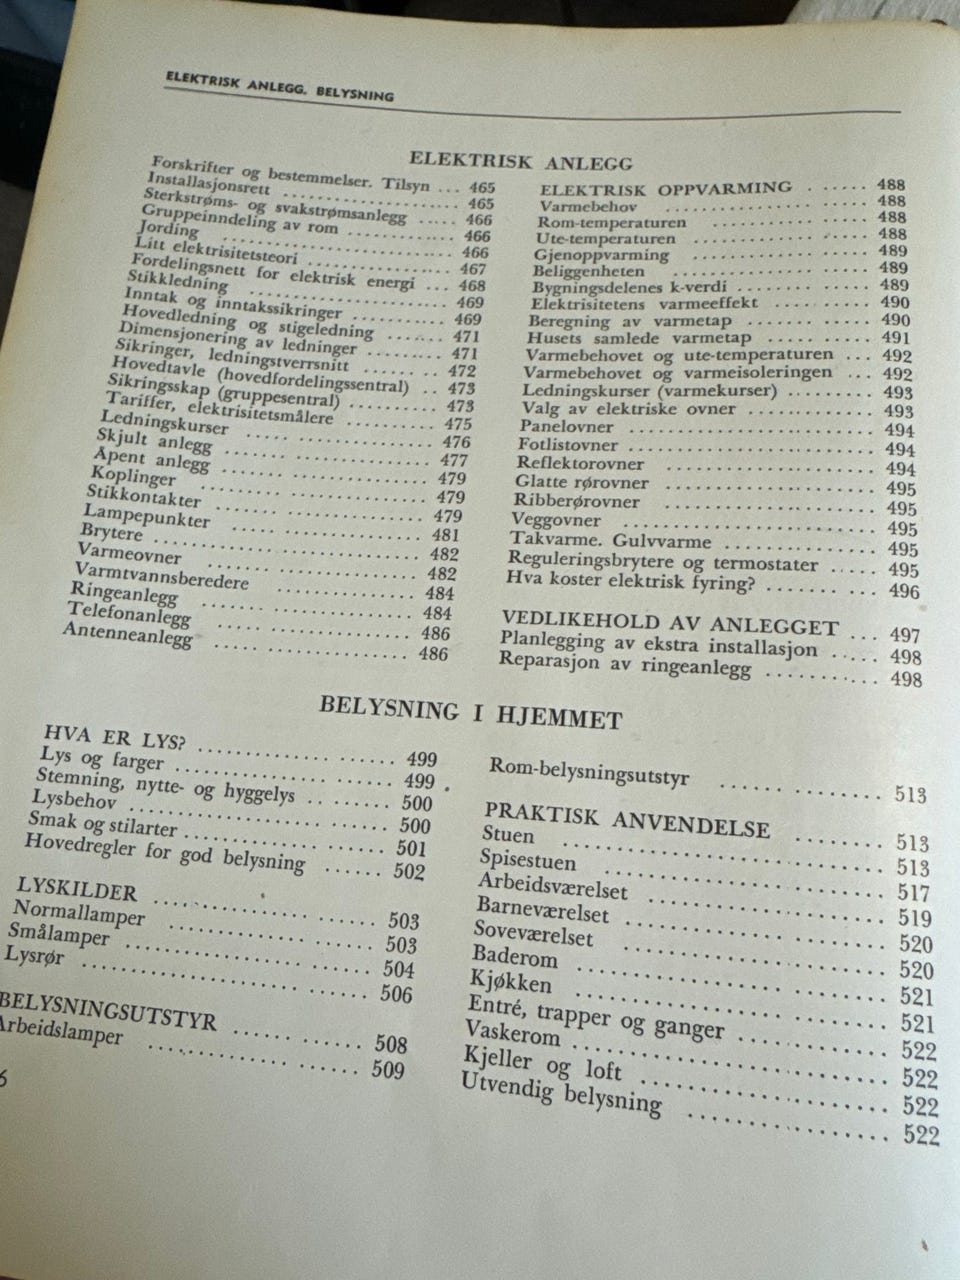 ELEKTRISK ANLEGG. BELYSNING
ELEKTRISK ANLEGG
Forskrifter og bestemmelser. Tilsyn ... 465
Installasjonsrett ... 465
Sterkstrøms- og svakstrømsanlegg ... 466
Gruppeinndeling av rom ... 466
Jording ... 466
Litt elektrisitetsteori ... 467
Fordelingsnett for elektrisk energi ... 468
Stikkledning ... 469
Inntak og inntakssikringer ... 469
Hovedledning og stigeledning ... 471
Dimensjonering av ledninger ... 471
Sikringer, ledningstverrsnitt ... 472
Hovedtavle (hovedfordelingssentral) .. 473
Sikringsskap (gruppesentral) ... 473
Tariffer, elektrisitetsmålere ... 475
Ledningskurser ... 476
Skjult anlegg ... 477
Åpent anlegg ... 479
Koplinger ... 479
Stikkontakter ... 479
Lampepunkter ... 481
Brytere ... 482
Varmeovner ... 482
Varmtvannsberedere ... 484
Ringeanlegg ... 484
Telefonanlegg ... 486
Antenneanlegg ... 486
ELEKTRISK OPPVARMING ... 488
Varmebehov ... 488
Rom-temperaturen ... 488
Ute-temperaturen ... 488
Gjenoppvarming ... 489
Beliggenheten ... 489
Bygningsdelenes k-verdi ... 489
Elektrisitetens varmeeffekt ... 490
Beregning av varmetap ... 490
Husets samlede varmetap ... 491
Varmebehovet og ute-temperaturen ... 492
Varmebehovet og varmeisoleringen ... 492
Ledningskurser (varmekurser) ... 493
Valg av elektriske ovner ... 493
Panelovner ... 494
Fotlistovner ... 494
Reflektorovner ... 494
Glatte rørovner ... 495
Ribberørovner ... 495
Veggovner ... 495
Takvarme. Gulvvarme ... 495
Reguleringsbrytere og termostater ... 495
Hva koster elektrisk fyring? ... 496
VEDLIKEHOLD AV ANLEGGET ... 497
Planlegging av ekstra installasjon ... 498
Reparasjon av ringeanlegg ... 498
BELYSNING I HJEMMET
HVA ER LYS? ... 499
Lys og farger ... 499
Stemning, nytte- og hyggelys ... 500
Lysbehov ... 500
Smak og stilarter ... 501
Hovedregler for god belysning ... 502
LYSKILDER ... 503
Normallamper ... 503
Smålamper ... 504
Lysrør ... 506
BELYSNINGSUTSTYR ... 508
Arbeidslamper ... 509
Rom-belysningsutstyr ... 513
PRAKTISK ANVENDELSE ... 513
Stuen ... 513
Spisestuen ... 517
Arbeidsværelset ... 519
Barneværelset ... 520
Soveværelset ... 520
Baderom ... 521
Kjøkken ... 521
Entré, trapper og ganger ... 522
Vaskerom ... 522
Kjeller og loft ... 522
Utvendig belysning ... 522